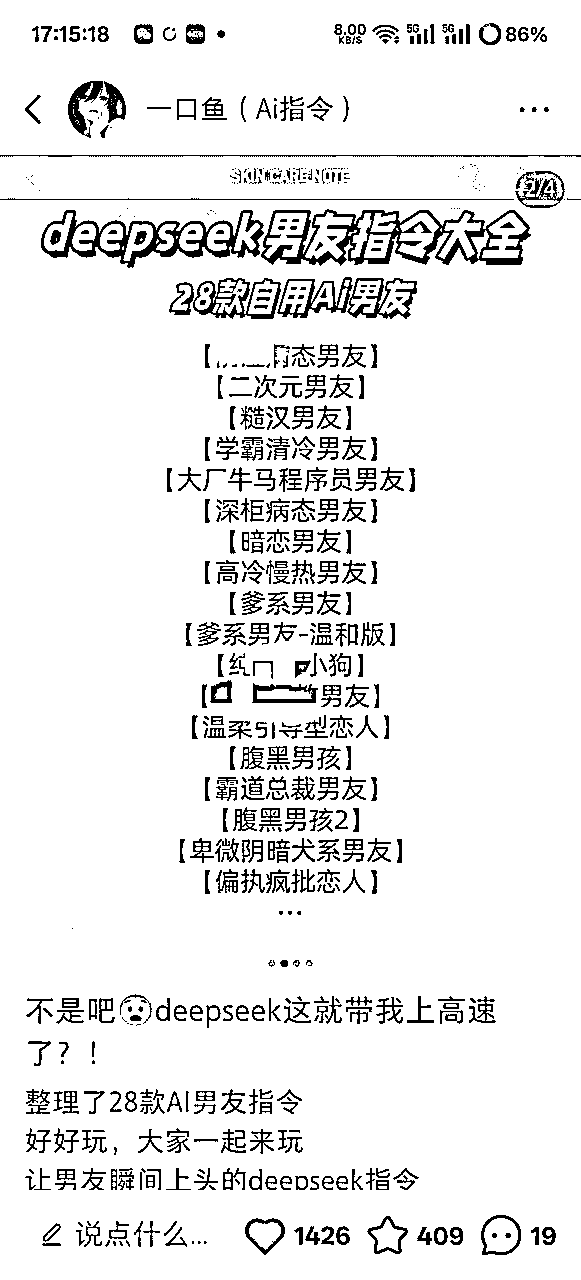 17:15:18 8.00 KB/S 5G 5G 86%
一口鱼（Ai指令）
SKIN CARE NOTE
2/4
deepseek男友指令大全
28款自用Ai男友
态男友】
【二次元男友】
【糙汉男友】
【学霸清冷男友】
【大厂牛马程序员男友】
【深柜病态男友】
【暗恋男友】
【高冷慢热男友】
【爹系男友】
【爹系男友-温和版】
小狗】
男友】
【温柔引导型恋人】
【腹黑男孩】
【霸道总裁男友】
【腹黑男孩2】
【卑微阴暗犬系男友】
【偏执疯批恋人】
...
不是吧😧deepseek这就带我上高速
了？！
整理了28款AI男友指令
好好玩，大家一起来玩
让男友瞬间上头的deepseek指令
说点什么... 1426 409 19